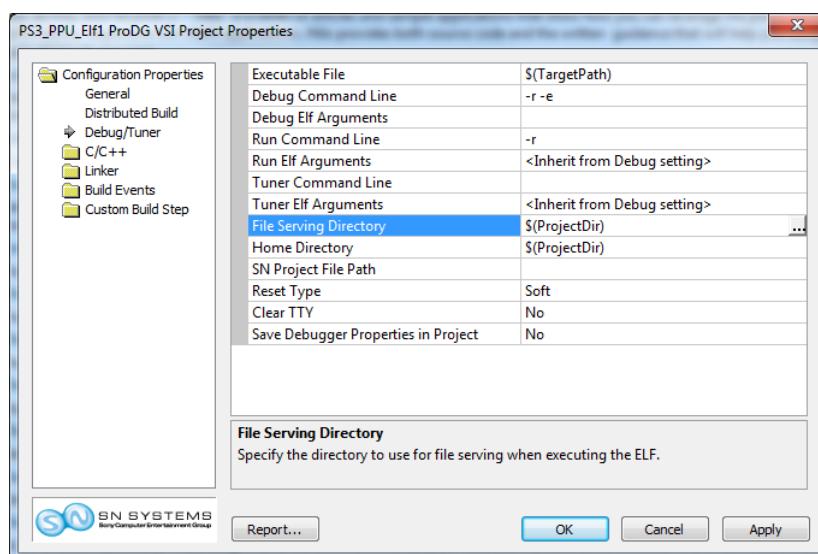 PS3_PPU_Elf1 ProDG VSI Project Properties
Configuration Properties
General
Distributed Build
Debug/Tuner
C/C++
Linker
Build Events
Custom Build Step
Executable File $(TargetPath)
Debug Command Line -r -e
Debug Elf Arguments
Run Command Line -r
Run Elf Arguments <Inherit from Debug setting>
Tuner Command Line
Tuner Elf Arguments <Inherit from Debug setting>
File Serving Directory $(ProjectDir) ...
Home Directory $(ProjectDir)
SN Project File Path
Reset Type Soft
Clear TTY No
Save Debugger Properties in Project No
File Serving Directory
Specify the directory to use for file serving when executing the ELF.
SN SYSTEMS
Sony Computer Entertainment Group
Report...
OK
Cancel
Apply